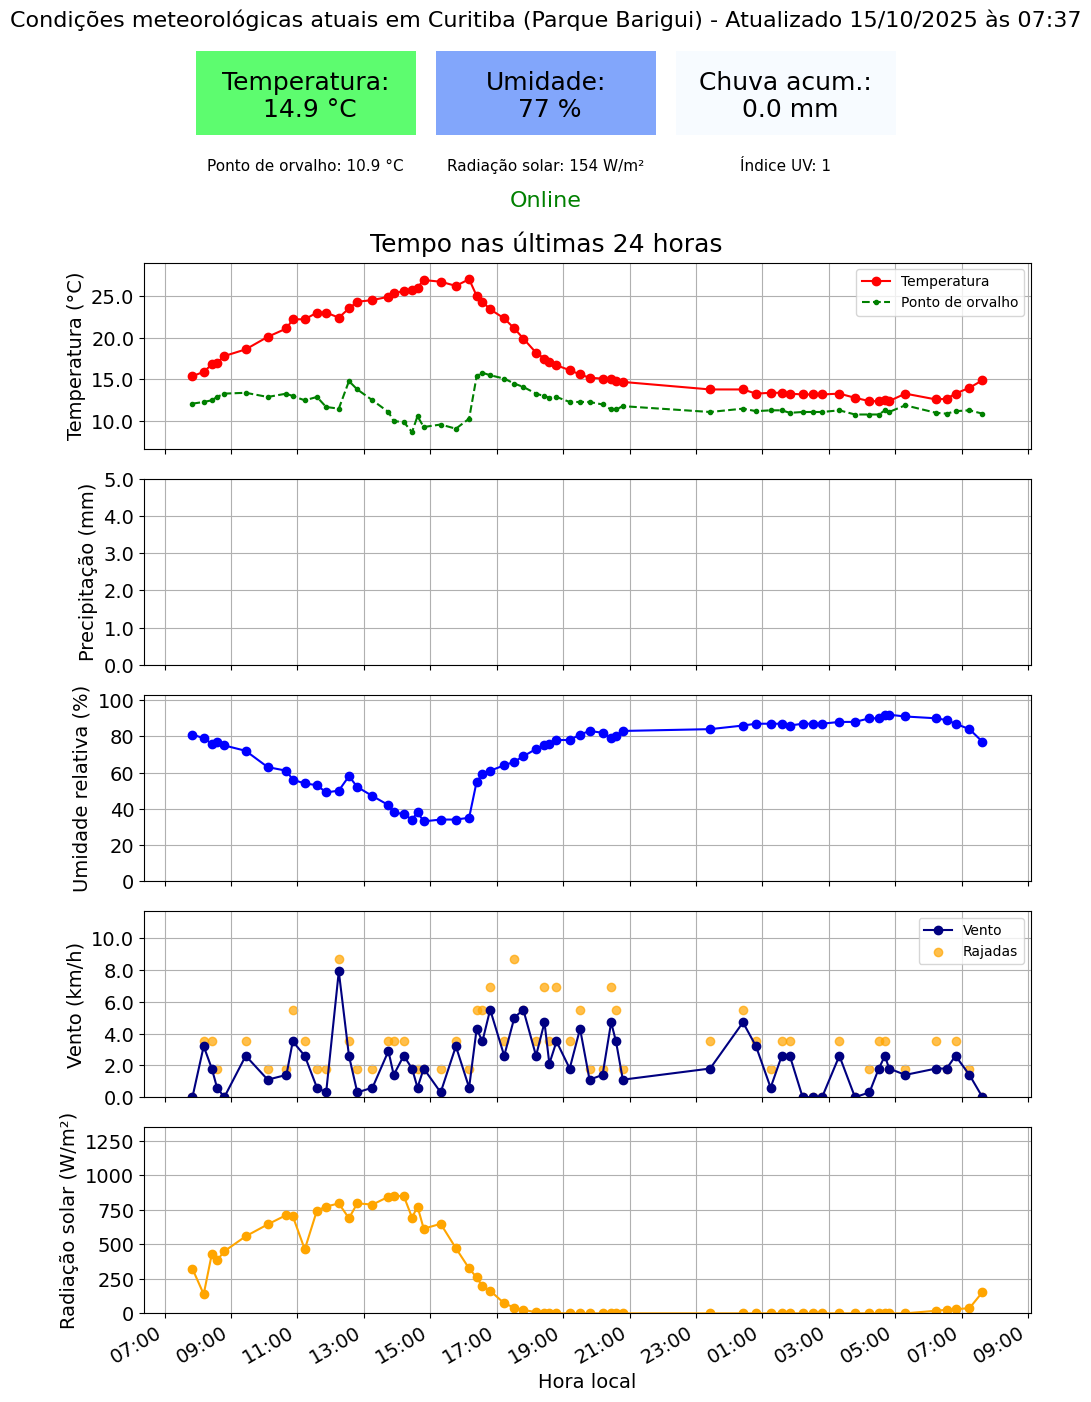 Condições meteorológicas atuais em Curitiba (Parque Barigui) - Atualizado 15/10/2025 às 07:37
Temperatura:
14.9 °C
Umidade:
77 %
Chuva acum.:
0.0 mm
Ponto de orvalho: 10.9 °C
Radiação solar: 154 W/m²
Índice UV: 1
Online
Tempo nas últimas 24 horas
Temperatura (°C)
25.0
20.0
15.0
10.0
Temperatura
Ponto de orvalho
Precipitação (mm)
5.0
4.0
3.0
2.0
1.0
0.0
Umidade relativa (%)
100
80
60
40
20
0
Vento (km/h)
10.0
8.0
6.0
4.0
2.0
0.0
Vento
Rajadas
Radiação solar (W/m²)
1250
1000
750
500
250
0
07:00
09:00
11:00
13:00
15:00
17:00
19:00
21:00
23:00
01:00
03:00
05:00
07:00
09:00
Hora local